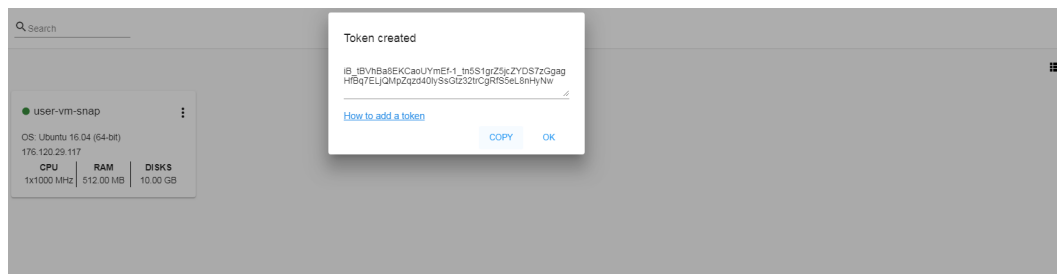 Search
Token created
iB_tBVhBa8EKCaoUYmEf-1_tn5S1grZ5jcZYDS7zGgag
HfBq7ELjQMpZqzd40lySsGtz32trCgRfS5eL8nHyNw
How to add a token
COPY OK
user-vm-snap
OS: Ubuntu 16.04 (64-bit)
176.120.29.117
CPU RAM DISKS
1x1000 MHz 512.00 MB 10.00 GB